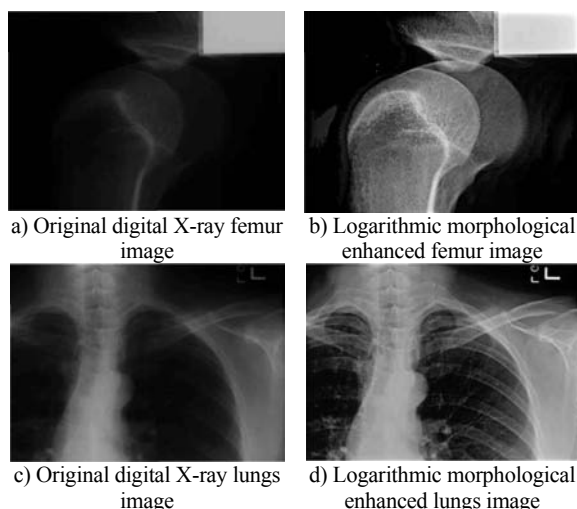 a) Original digital X-ray femur
image
b) Logarithmic morphological
enhanced femur image
L
L
c) Original digital X-ray lungs
image
d) Logarithmic morphological
enhanced lungs image